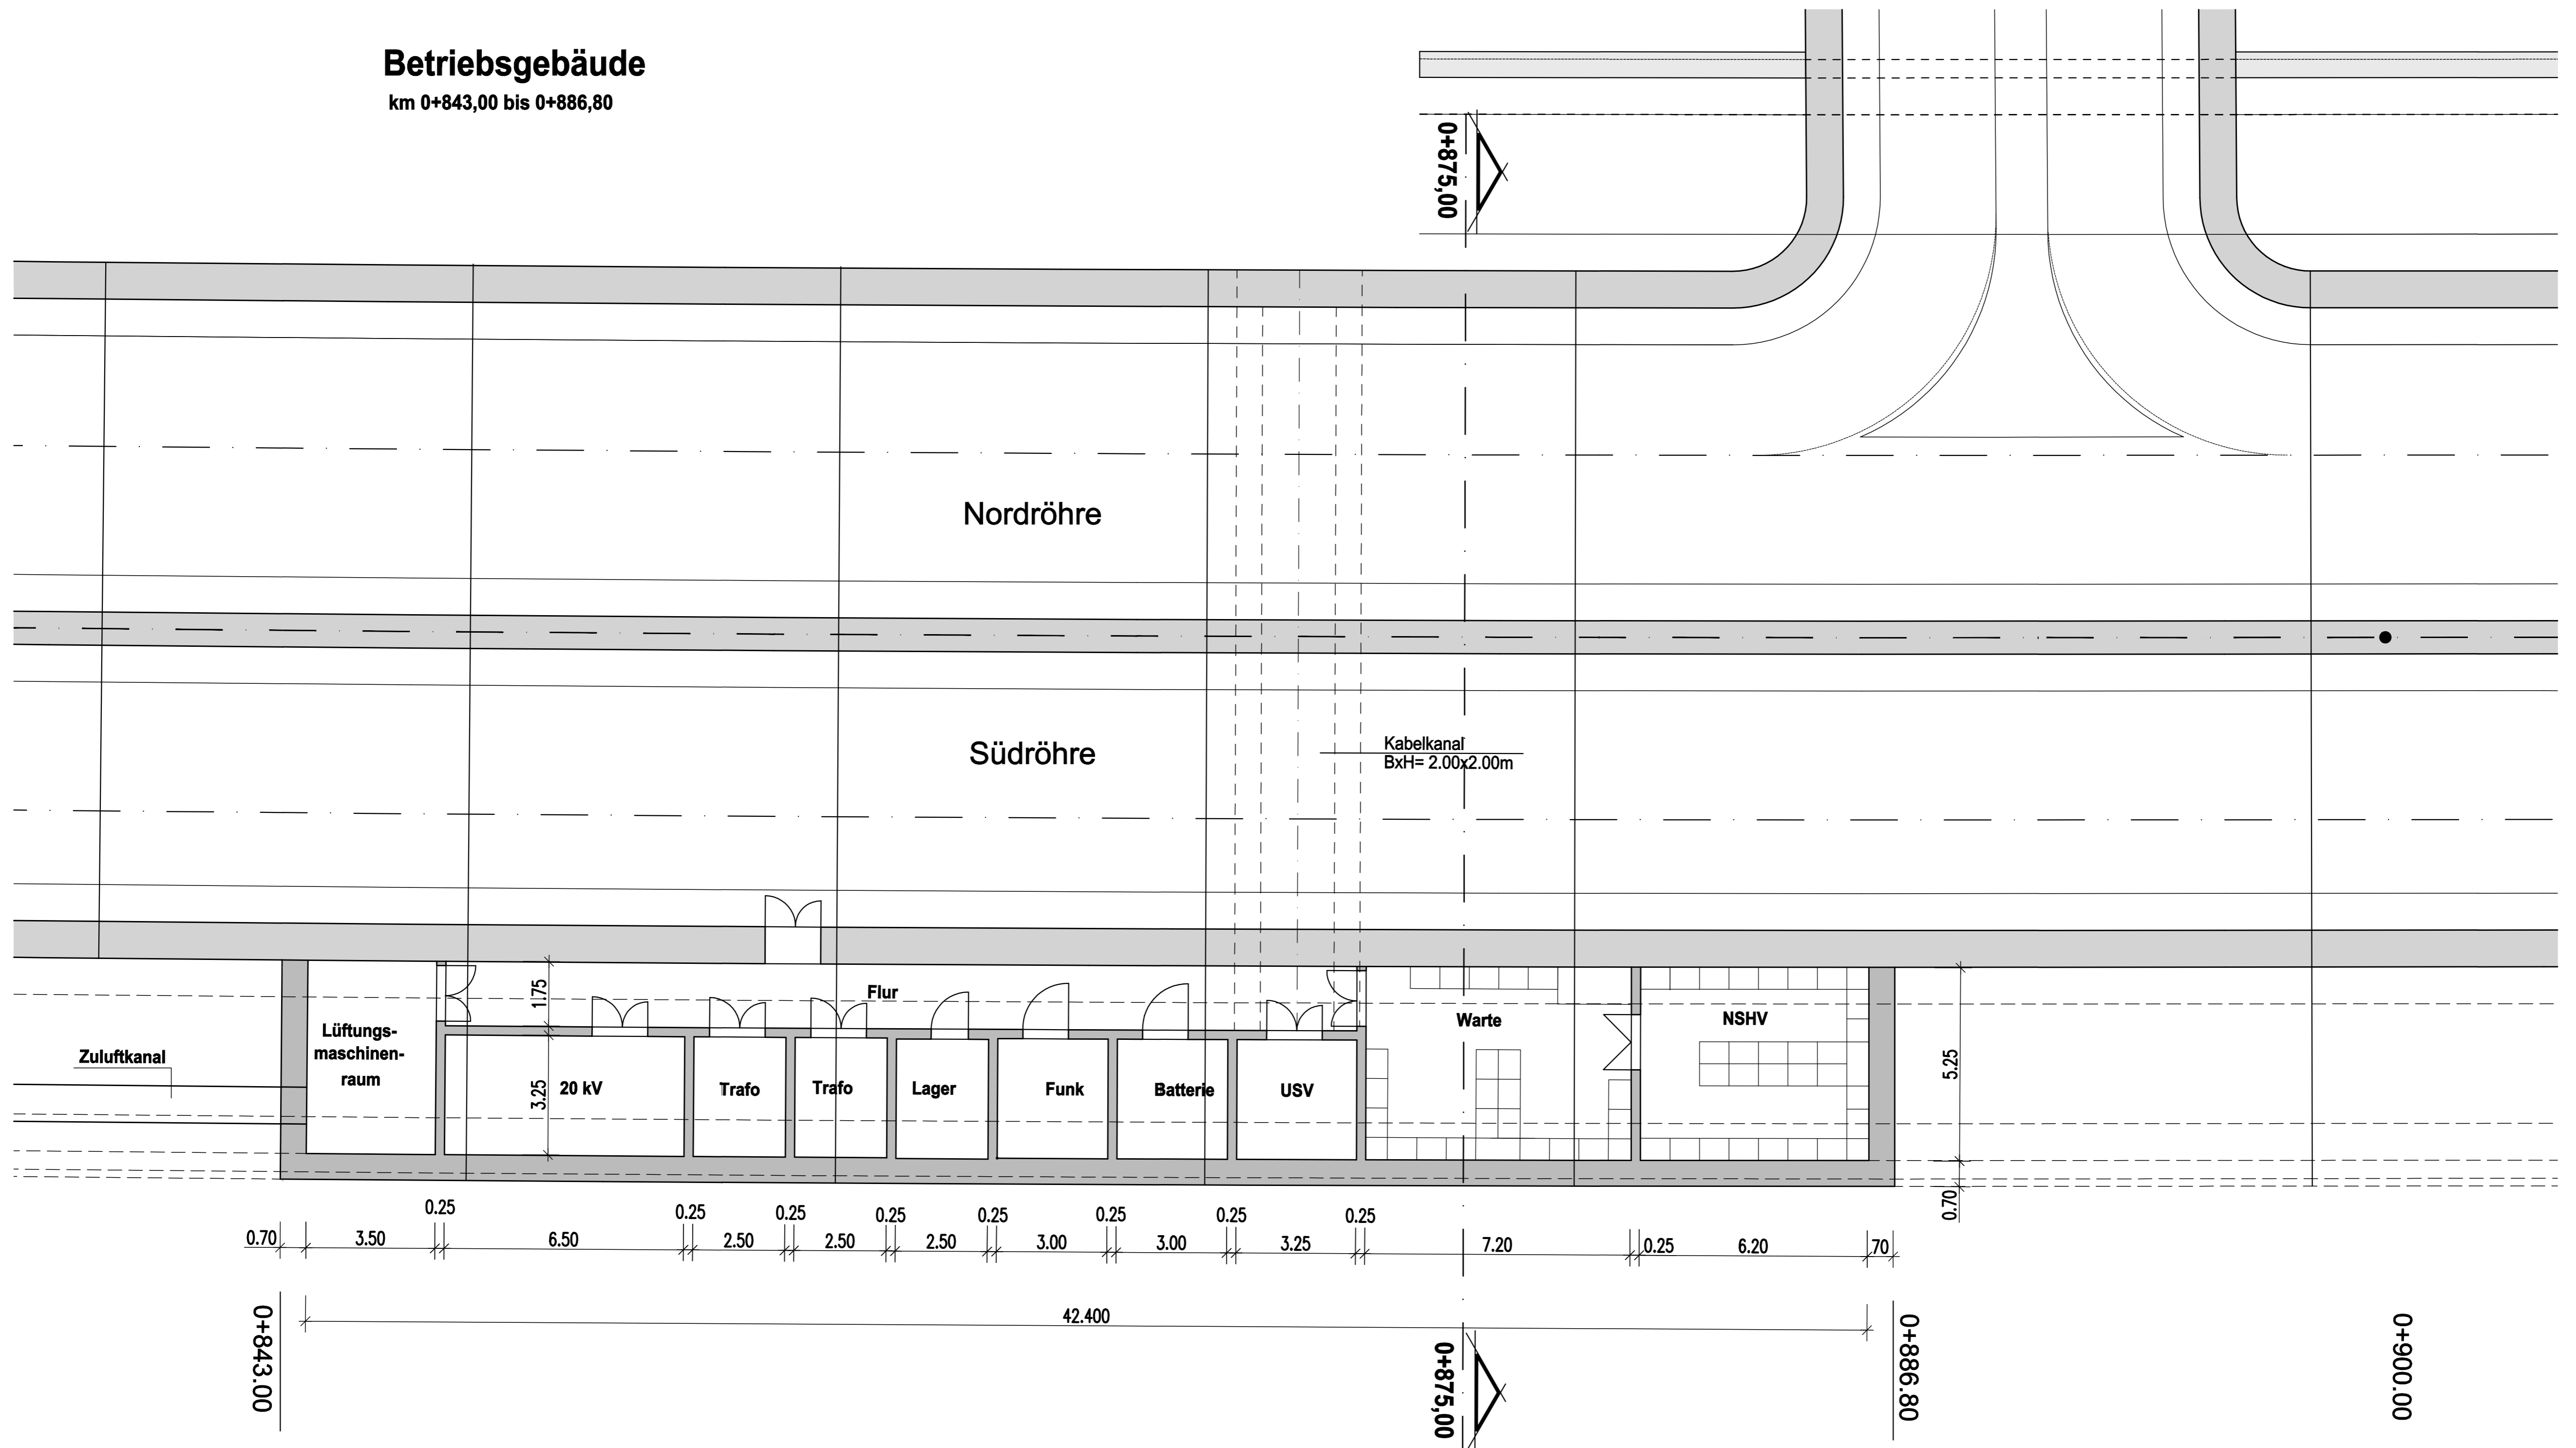 Betriebsgebäude
km 0+843,00 bis 0+886,80
0+875,00
Nordröhre
Südröhre
Kabelkanal
BxH= 2.00x2.00m
Zuluftkanal
Lüftungs-
maschinen-
raum
1.75
3.25
20 kV
Flur
Trafo
Trafo
Lager
Funk
Batterie
USV
Warte
NSHV
5.25
0.70
0.25
0.25
0.25
0.25
0.25
0.25
0.25
0.25
0.70
3.50
6.50
2.50
2.50
2.50
3.00
3.00
3.25
7.20
0.25
6.20
70
42.400
0+843.00
0+875,00
0+886.80
0+900.00